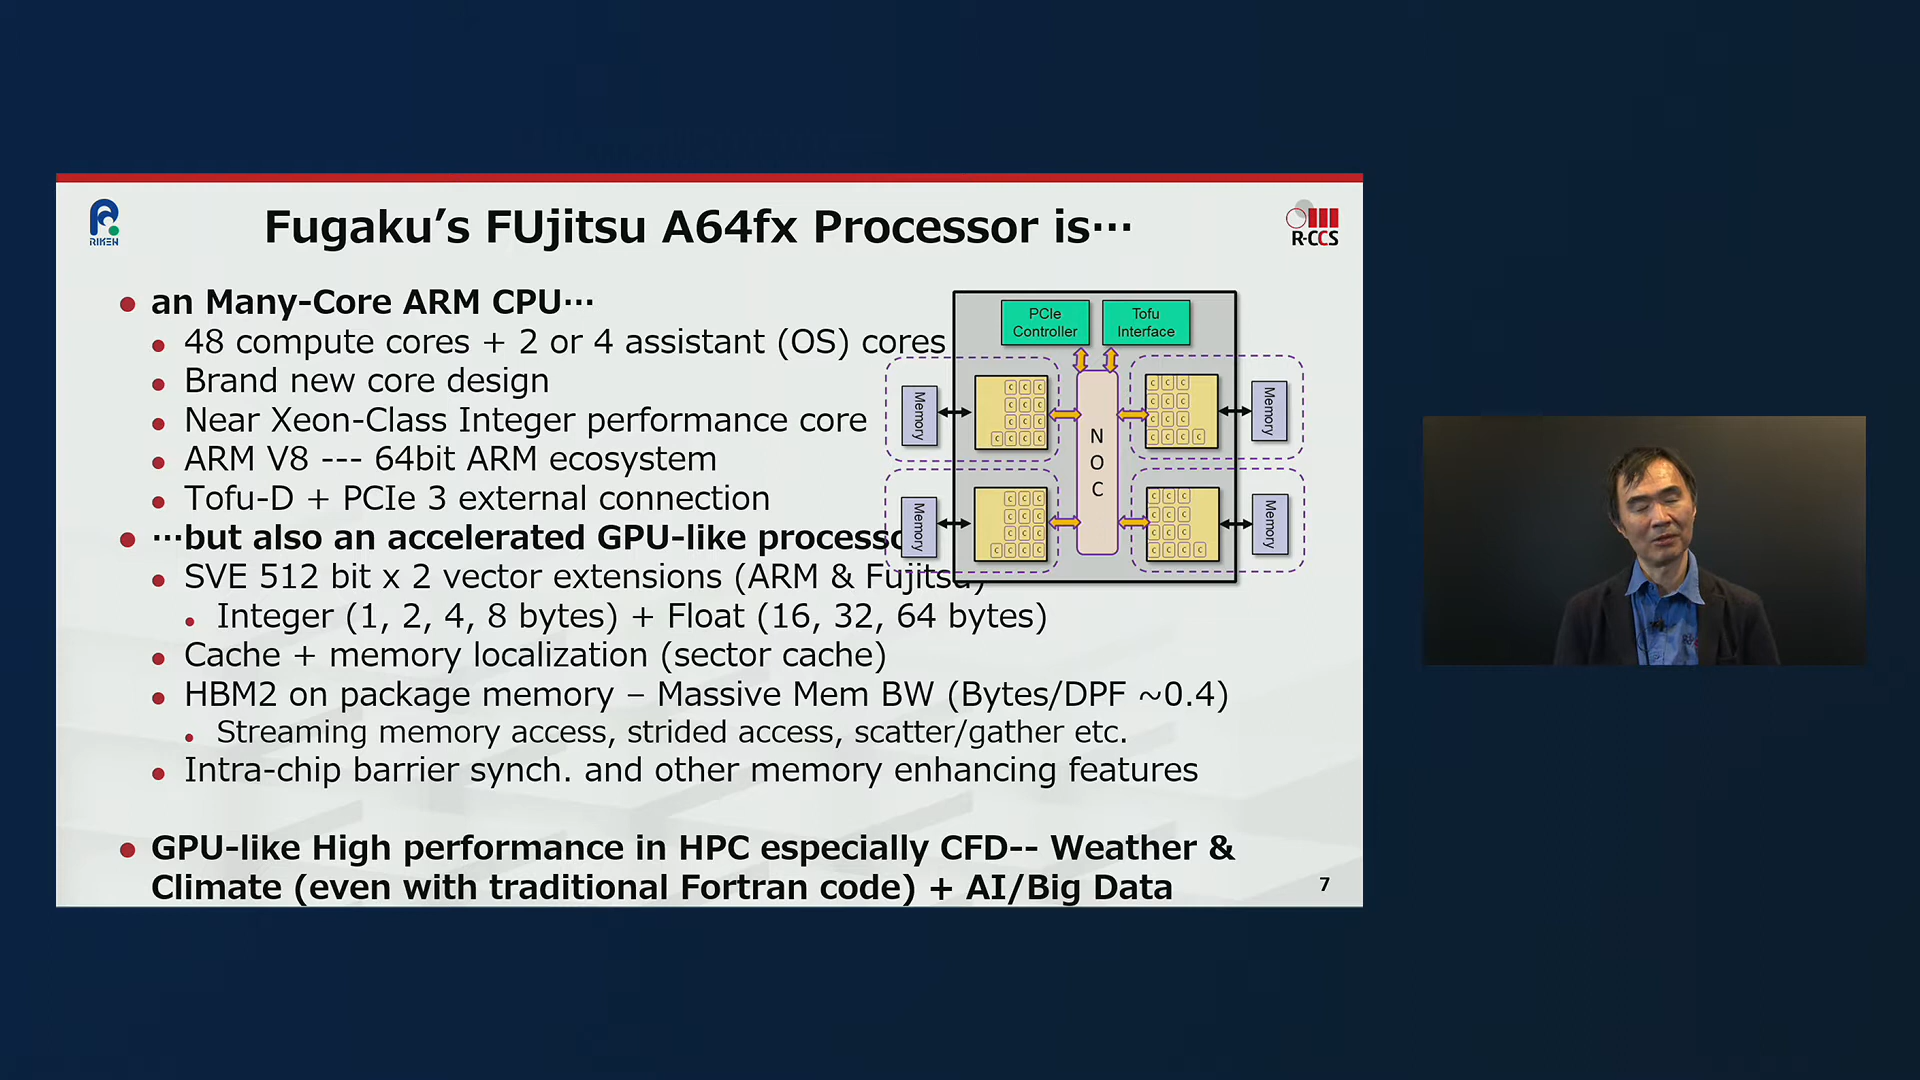 RIKEN
Fugaku’s FUjitsu A64fx Processor is⋯
R-CCS
an Many-Core ARM CPU⋯
48 compute cores + 2 or 4 assistant (OS) cores
Brand new core design
Near Xeon-Class Integer performance core
ARM V8 --- 64bit ARM ecosystem
Tofu-D + PCIe 3 external connection
⋯but also an accelerated GPU-like processo
SVE 512 bit x 2 vector extensions (ARM & Fujitsu)
Integer (1, 2, 4, 8 bytes) + Float (16, 32, 64 bytes)
Cache + memory localization (sector cache)
HBM2 on package memory – Massive Mem BW (Bytes/DPF ~0.4)
Streaming memory access, strided access, scatter/gather etc.
Intra-chip barrier synch. and other memory enhancing features
GPU-like High performance in HPC especially CFD-- Weather &
Climate (even with traditional Fortran code) + AI/Big Data
7
PCIe
Controller
Tofu
Interface
Memory
c c c
c c c
c c c
c c c c
N
O
C
c c c
c c c
c c c
c c c c
Memory
Memory
c c c
c c c
c c c
c c c c
c c c
c c c
c c c
c c c c
Memory